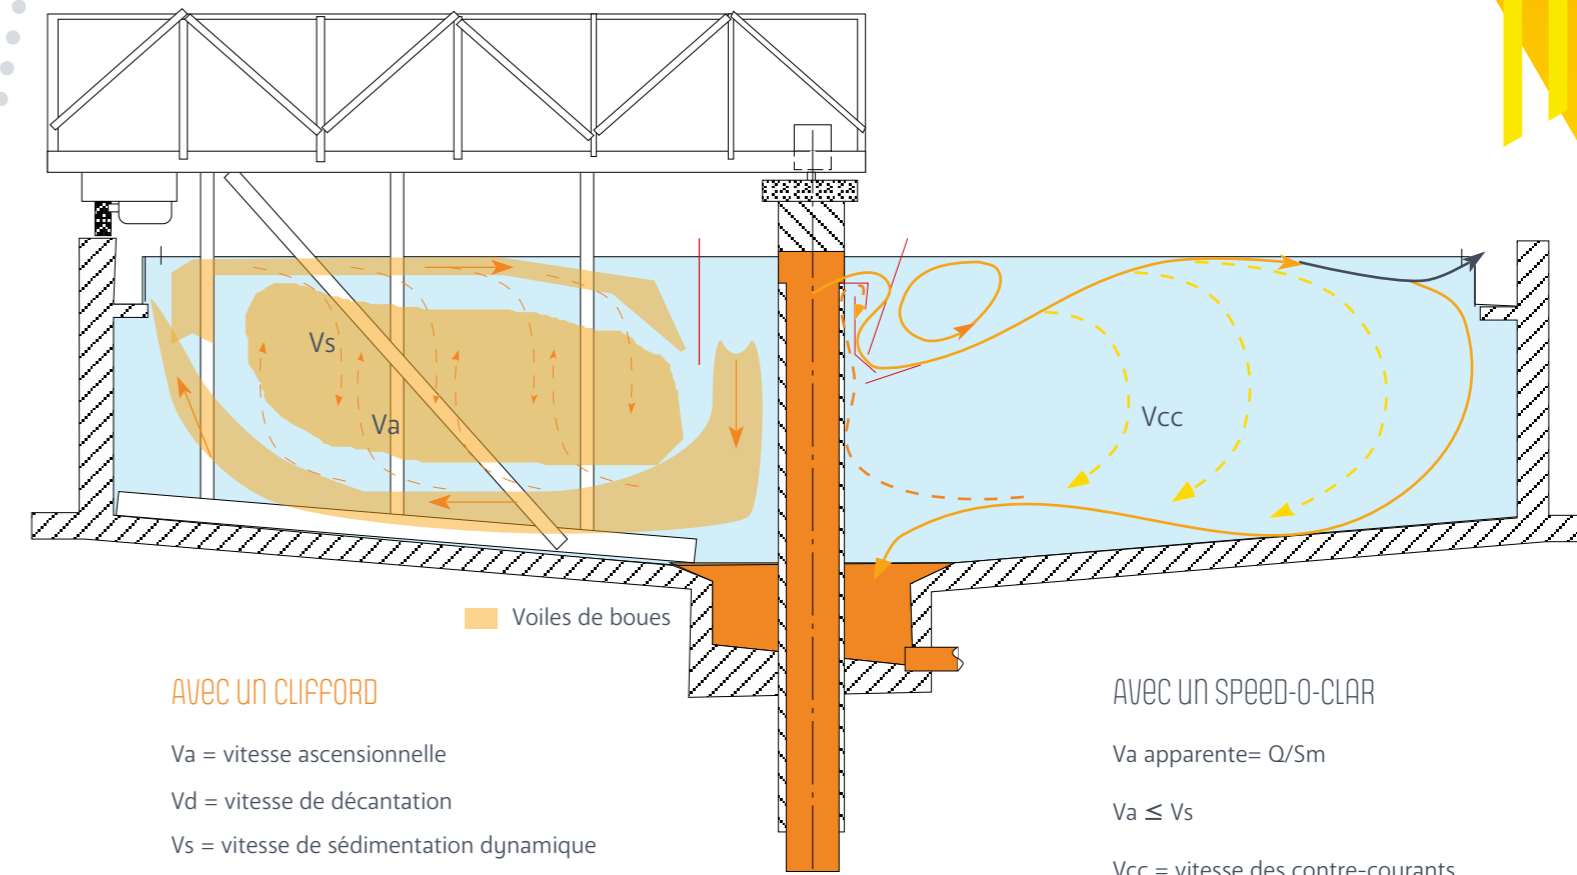 Vs
Va
Vcc
Voiles de boues
AVEC UN CLIFFORD
Va = vitesse ascensionnelle
Vd = vitesse de décantation
Vs = vitesse de sédimentation dynamique
AVEC UN SPEED-O-CLAR
Va apparente= Q/Sm
Va ≤ Vs
Vcc = vitesse des contre-courants